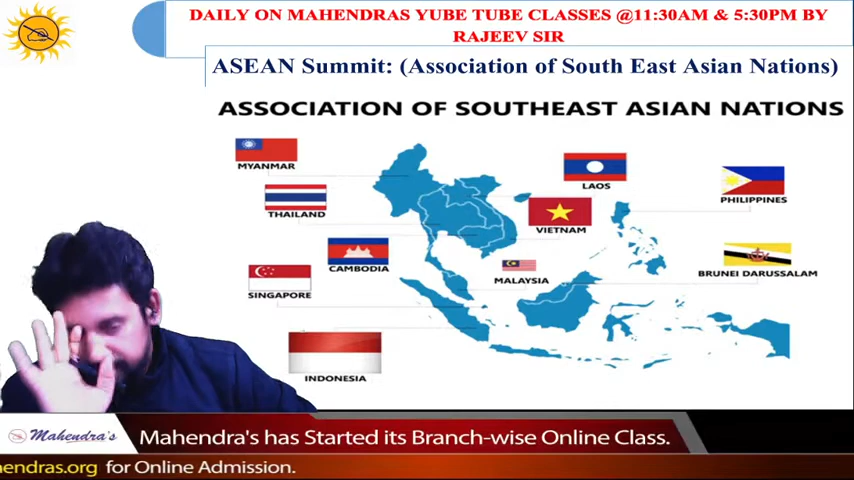 DAILY ON MAHENDRAS YUBE TUBE CLASSES @11:30AM & 5:30PM BY
RAJEEV SIR
ASEAN Summit: (Association of South East Asian Nations)
ASSOCIATION OF SOUTHEAST ASIAN NATIONS
MYANMAR
LAOS
THAILAND
PHILIPPINES
VIETNAM
CAMBODIA
MALAYSIA
BRUNEI DARUSSALAM
SINGAPORE
INDONESIA
Mahendra's
Mahendra's has Started its Branch-wise Online Class.
hendras.org for Online Admission.